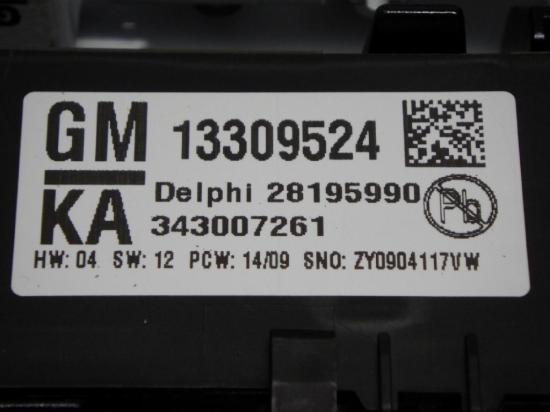 GM 13309524
KA Delphi 28195990 Pb
343007261
HW: 04 SW: 12 PCW: 14/09 SNO: ZY0904117VW